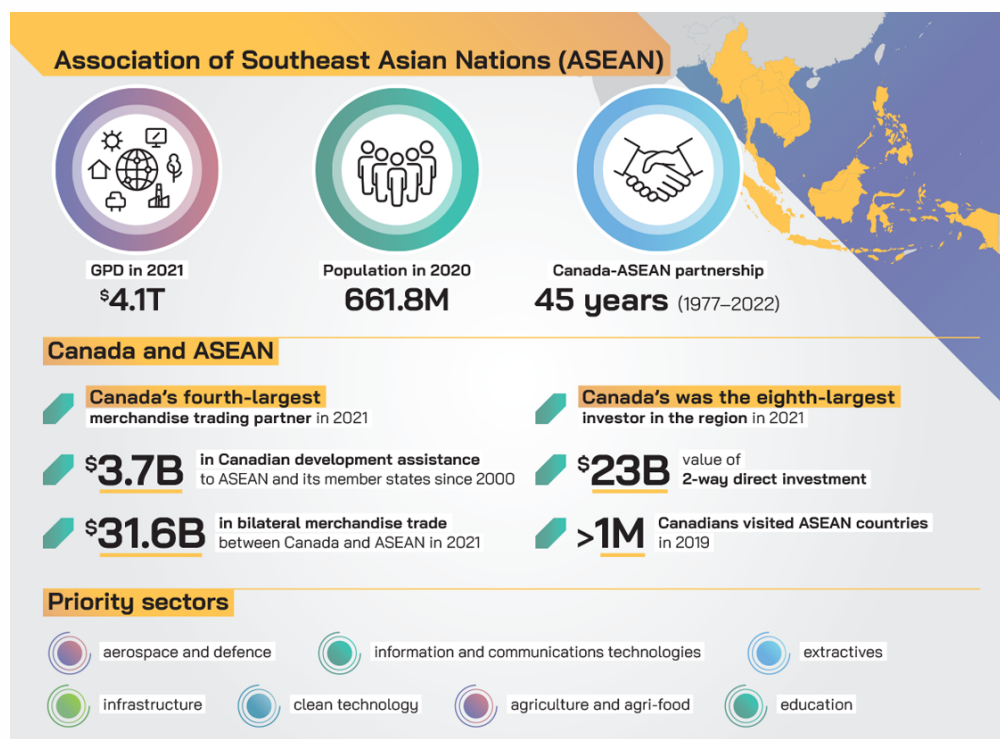 Association of Southeast Asian Nations (ASEAN)
GPD in 2021
$4.1T
Population in 2020
661.8M
Canada-ASEAN partnership
45 years (1977–2022)
Canada and ASEAN
Canada's fourth-largest
merchandise trading partner in 2021
$3.7B
in Canadian development assistance
to ASEAN and its member states since 2000
$31.6B
in bilateral merchandise trade
between Canada and ASEAN in 2021
Canada's was the eighth-largest
investor in the region in 2021
$23B
value of
2-way direct investment
>1M
Canadians visited ASEAN countries
in 2019
Priority sectors
aerospace and defence
information and communications technologies
extractives
infrastructure
clean technology
agriculture and agri-food
education